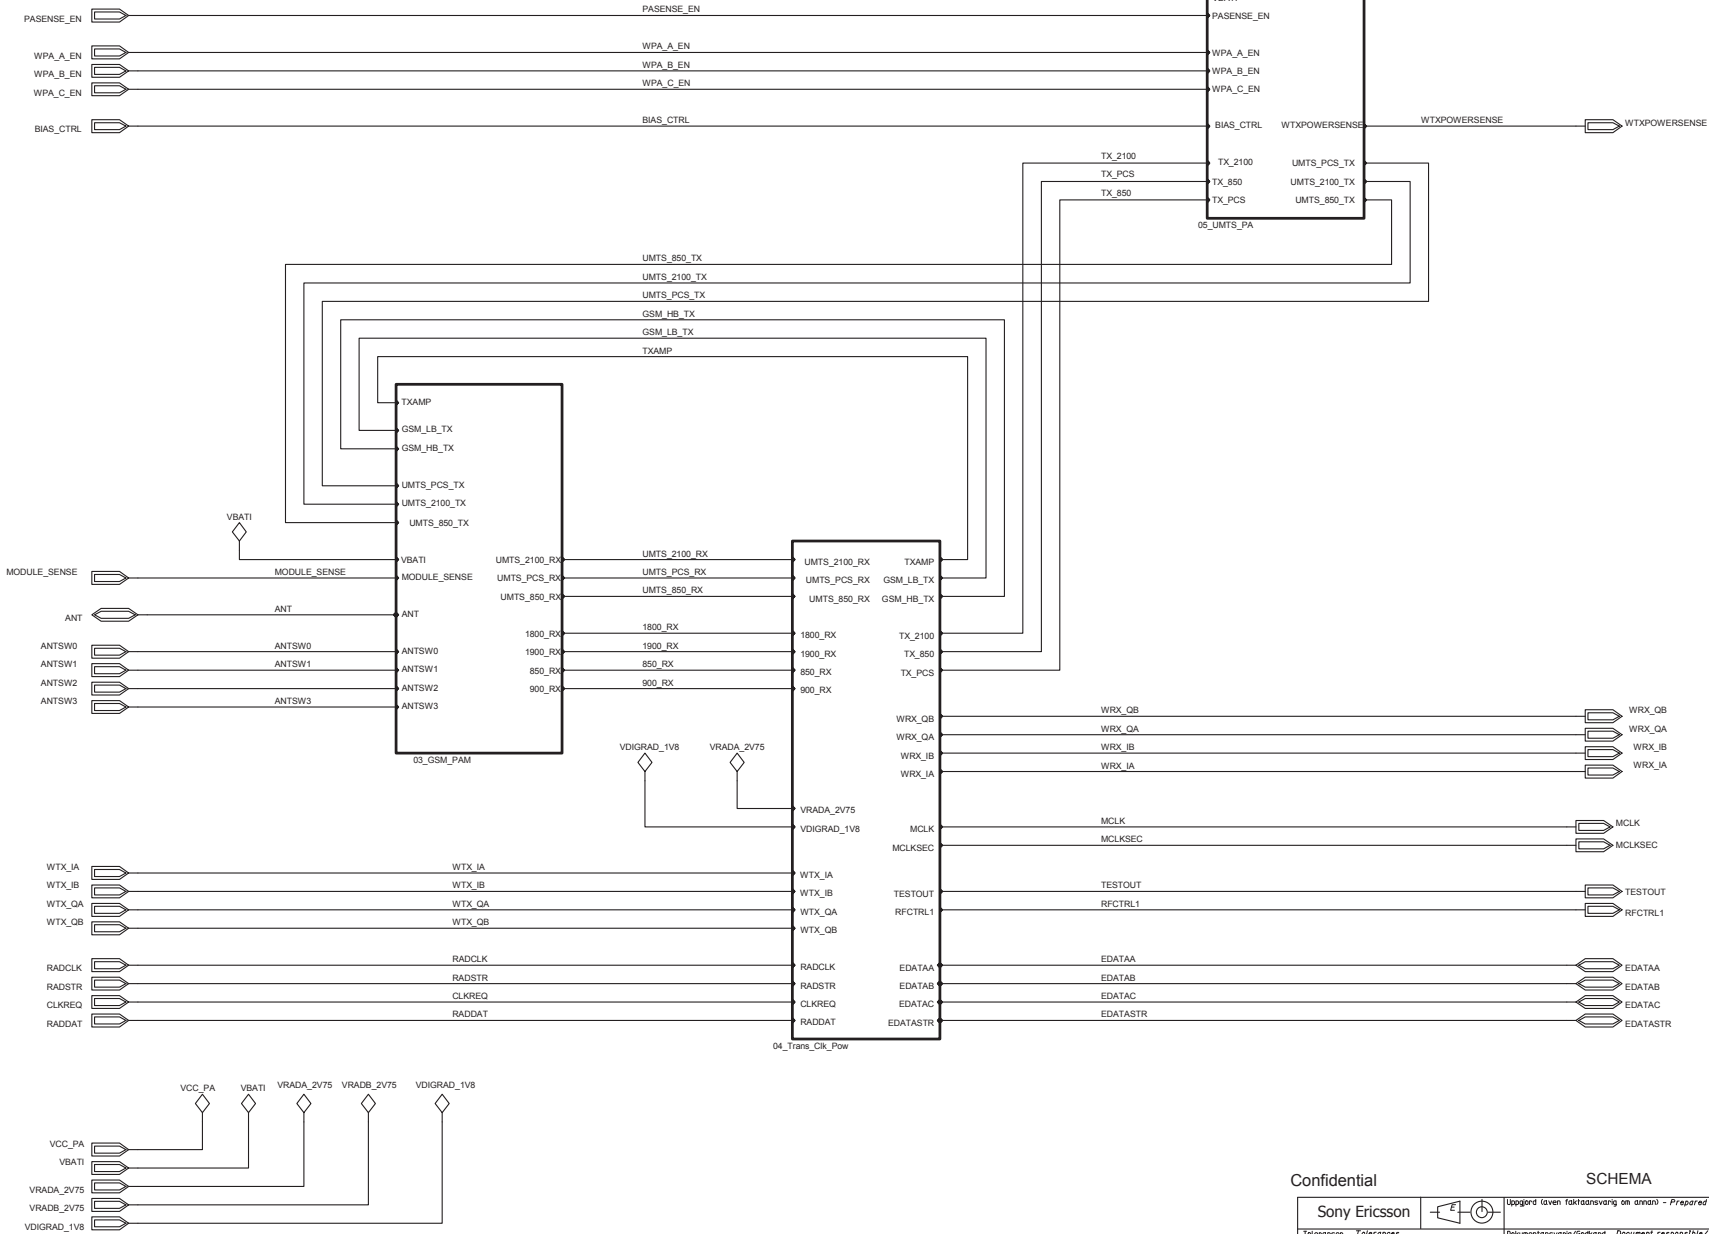 PASENSE_EN PASENSE_EN PASENSE_EN
WPA_A_EN WPA_A_EN WPA_A_EN
WPA_B_EN WPA_B_EN WPA_B_EN
WPA_C_EN WPA_C_EN WPA_C_EN
BIAS_CTRL BIAS_CTRL BIAS_CTRL WTXPOWERSENSE WTXPOWERSENSE WTXPOWERSENSE
TX_2100 TX_2100 UMTS_PCS_TX
TX_PCS TX_850 UMTS_2100_TX
TX_850 TX_PCS UMTS_850_TX
05_UMTS_PA
UMTS_850_TX
UMTS_2100_TX
UMTS_PCS_TX
GSM_HB_TX
GSM_LB_TX
TXAMP
TXAMP
GSM_LB_TX
GSM_HB_TX
UMTS_PCS_TX
UMTS_2100_TX
UMTS_850_TX
VBATI
VBATI UMTS_2100_RX UMTS_2100_RX UMTS_2100_RX TXAMP
MODULE_SENSE MODULE_SENSE MODULE_SENSE UMTS_PCS_RX UMTS_PCS_RX UMTS_PCS_RX GSM_LB_TX
UMTS_850_RX UMTS_850_RX UMTS_850_RX GSM_HB_TX
ANT ANT ANT
1800_RX 1800_RX 1800_RX TX_2100
ANTSW0 ANTSW0 ANTSW0 1900_RX 1900_RX 1900_RX TX_850
ANTSW1 ANTSW1 ANTSW1 850_RX 850_RX 850_RX TX_PCS
ANTSW2 ANTSW2 900_RX 900_RX 900_RX
ANTSW3 ANTSW3 ANTSW3
WRX_QB WRX_QB WRX_QB
WRX_QA WRX_QA WRX_QA
WRX_IB WRX_IB WRX_IB
WRX_IA WRX_IA WRX_IA
03_GSM_PAM
VDIGRAD_1V8 VRADA_2V75
VRADA_2V75
VDIGRAD_1V8 MCLK MCLK MCLK
MCLKSEC MCLKSEC MCLKSEC
WTX_IA WTX_IA WTX_IA
WTX_IB WTX_IB WTX_IB TESTOUT TESTOUT TESTOUT
WTX_QA WTX_QA WTX_QA RFCTRL1 RFCTRL1 RFCTRL1
WTX_QB WTX_QB WTX_QB
RADCLK RADCLK RADCLK EDATAA EDATAA EDATAA
RADSTR RADSTR RADSTR EDATAB EDATAB EDATAB
CLKREQ CLKREQ CLKREQ EDATAC EDATAC EDATAC
RADDAT RADDAT RADDAT EDATASTR EDATASTR EDATASTR
04_Trans_Clk_Pow
VCC_PA VBATI VRADA_2V75 VRADB_2V75 VDIGRAD_1V8
VCC_PA
VBATI
VRADA_2V75
VRADB_2V75
VDIGRAD_1V8
Confidential SCHEMA
Sony Ericsson E Uppgjord (även faktaansvarig om annan) - Prepared